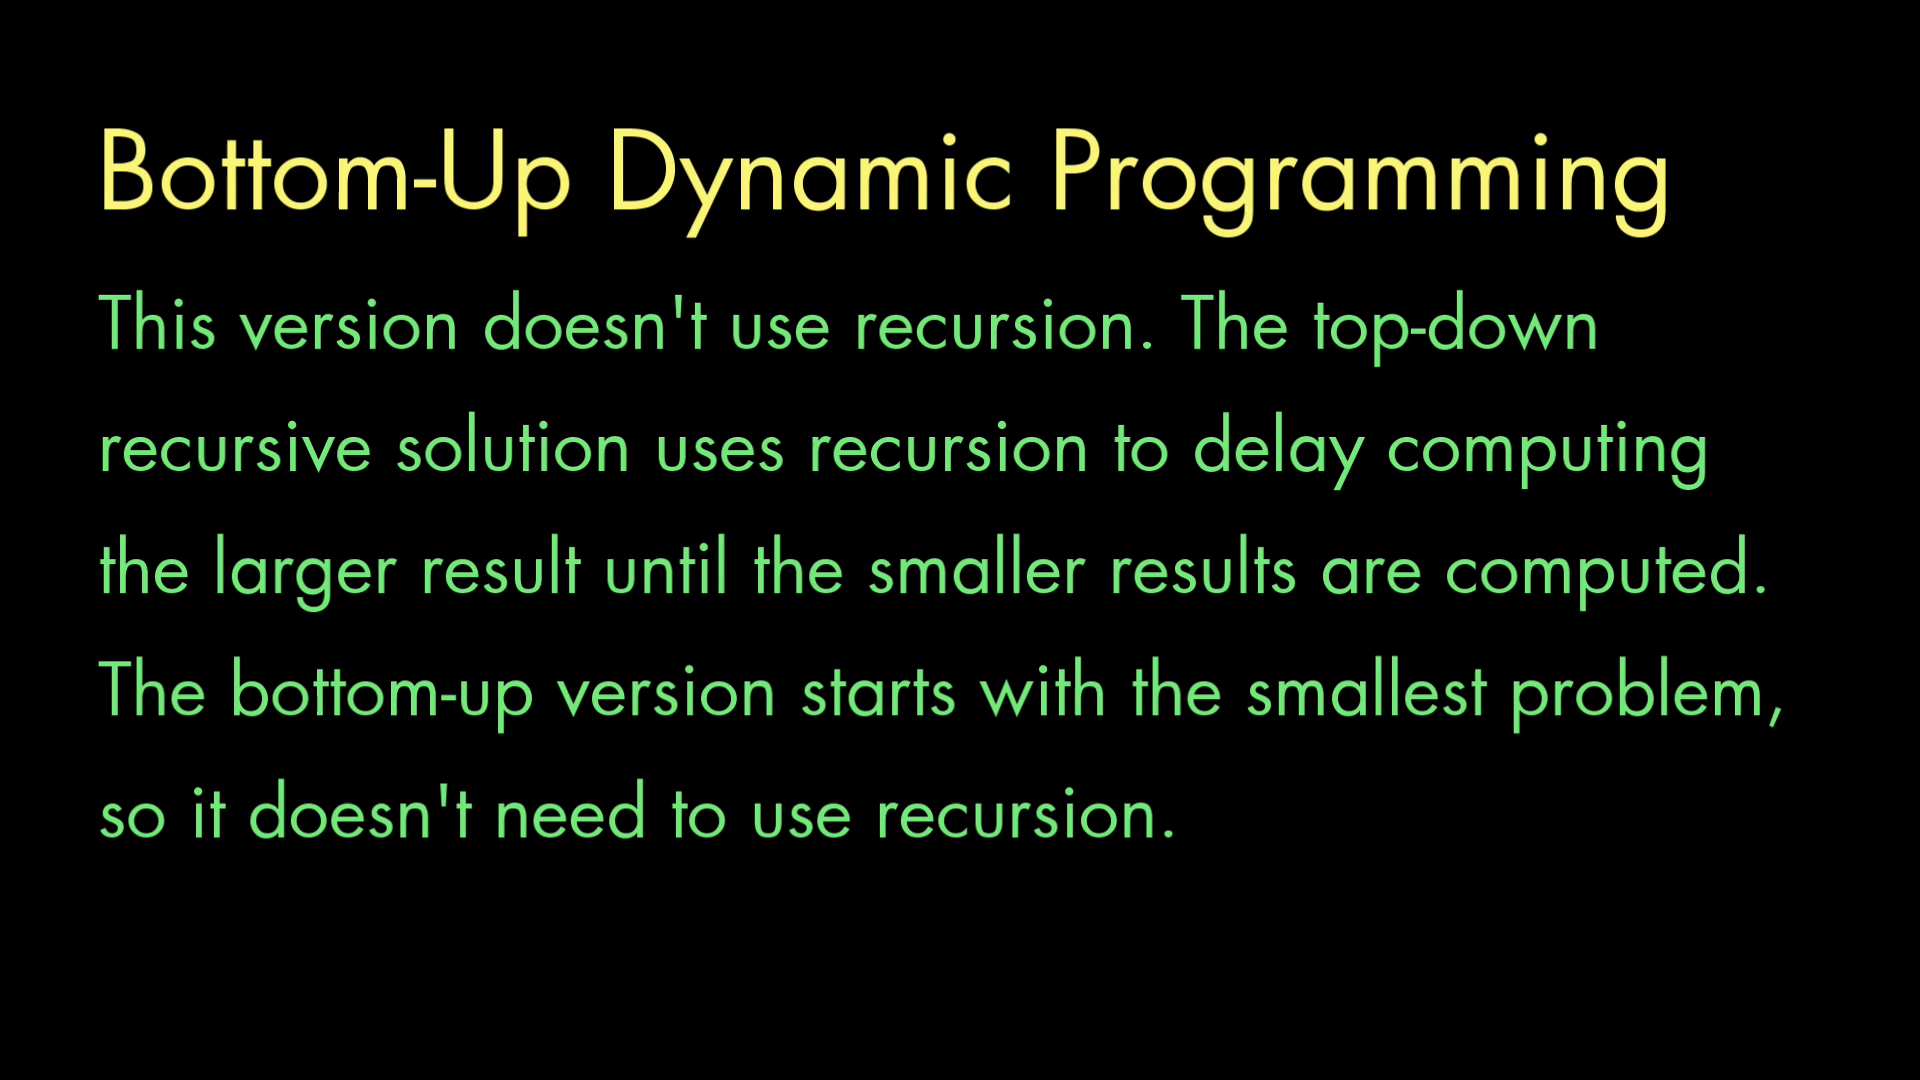 Bottom-Up Dynamic Programming
This version doesn't use recursion. The top-down
recursive solution uses recursion to delay computing
the larger result until the smaller results are computed.
The bottom-up version starts with the smallest problem,
so it doesn't need to use recursion.